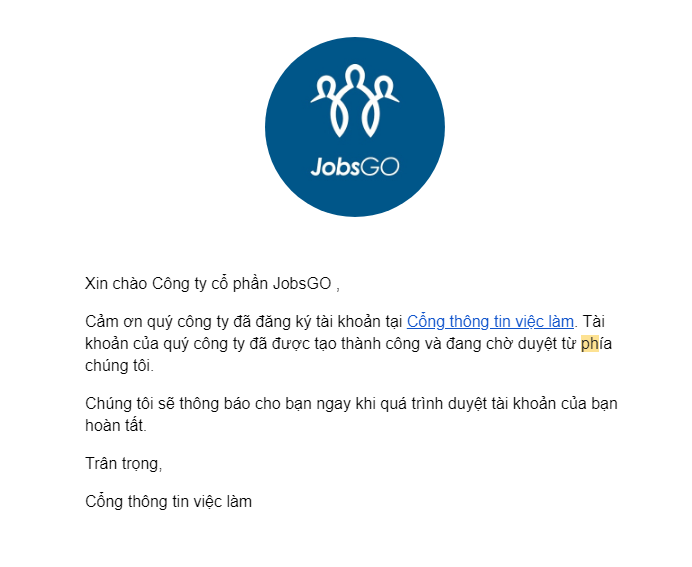 JobsGO
Xin chào Công ty cổ phần JobsGO ,
Cảm ơn quý công ty đã đăng ký tài khoản tại Cổng thông tin việc làm. Tài
khoản của quý công ty đã được tạo thành công và đang chờ duyệt từ phía
chúng tôi.
Chúng tôi sẽ thông báo cho bạn ngay khi quá trình duyệt tài khoản của bạn
hoàn tất.
Trân trọng,
Cổng thông tin việc làm